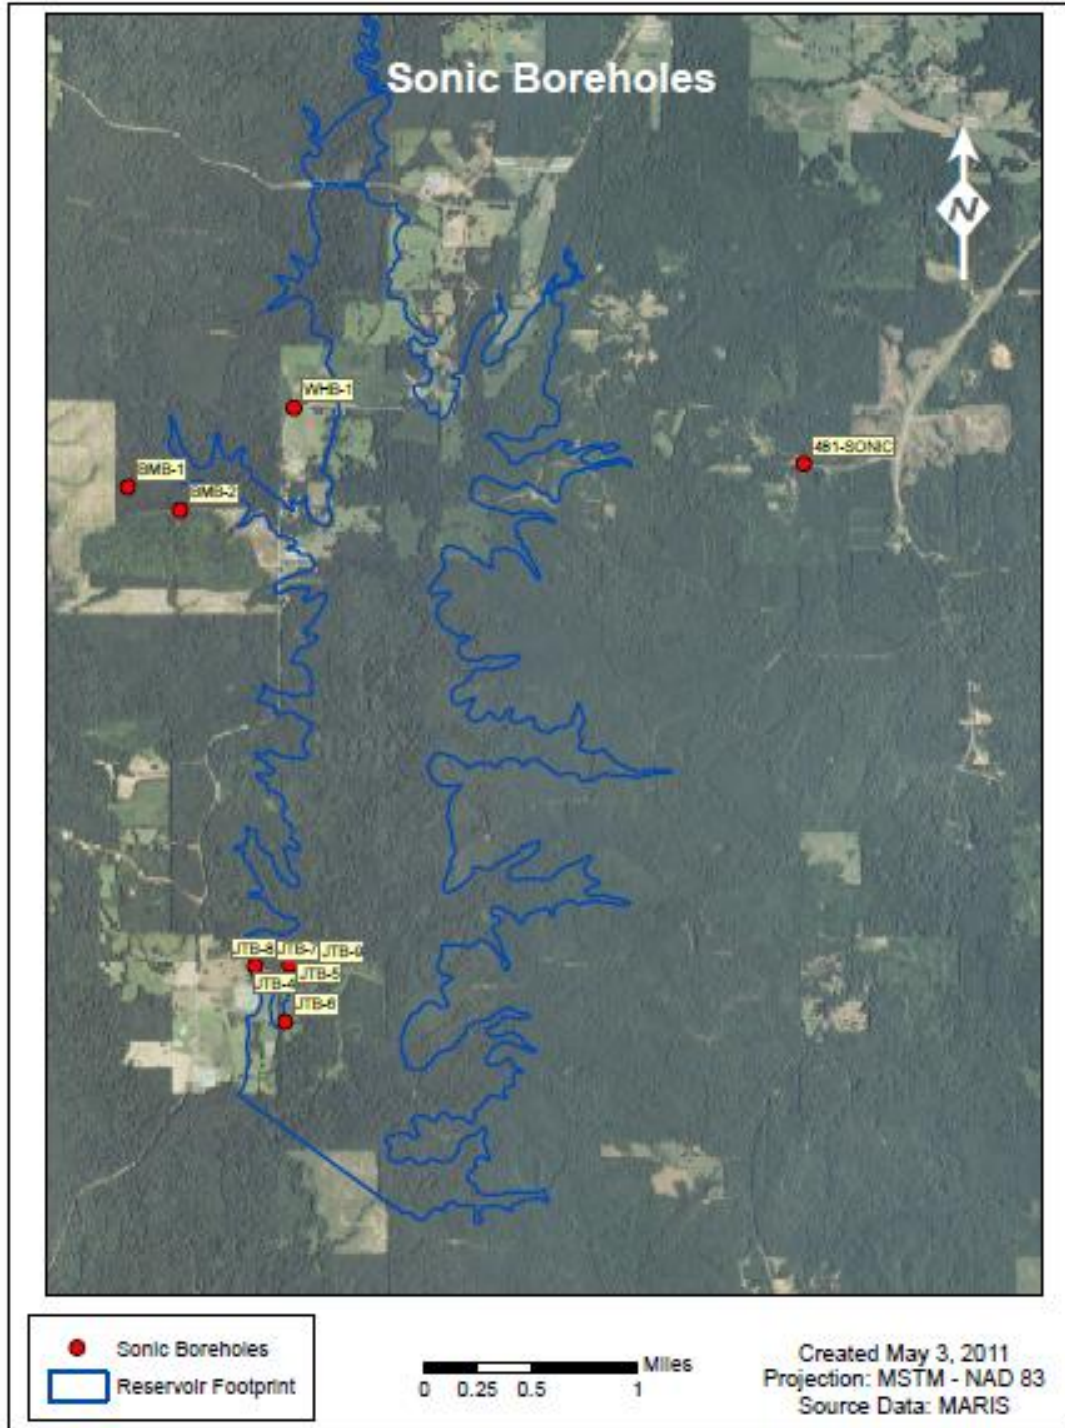 Sonic Boreholes
N
WHB-1
481-SONIC
BMB-1
BMB-2
JTB-8 JTB-7 JTB-9
JTB-5
JTB-4
JTB-6
Sonic Boreholes
Reservoir Footprint
Miles
0 0.25 0.5 1
Created May 3, 2011
Projection: MSTM - NAD 83
Source Data: MARIS